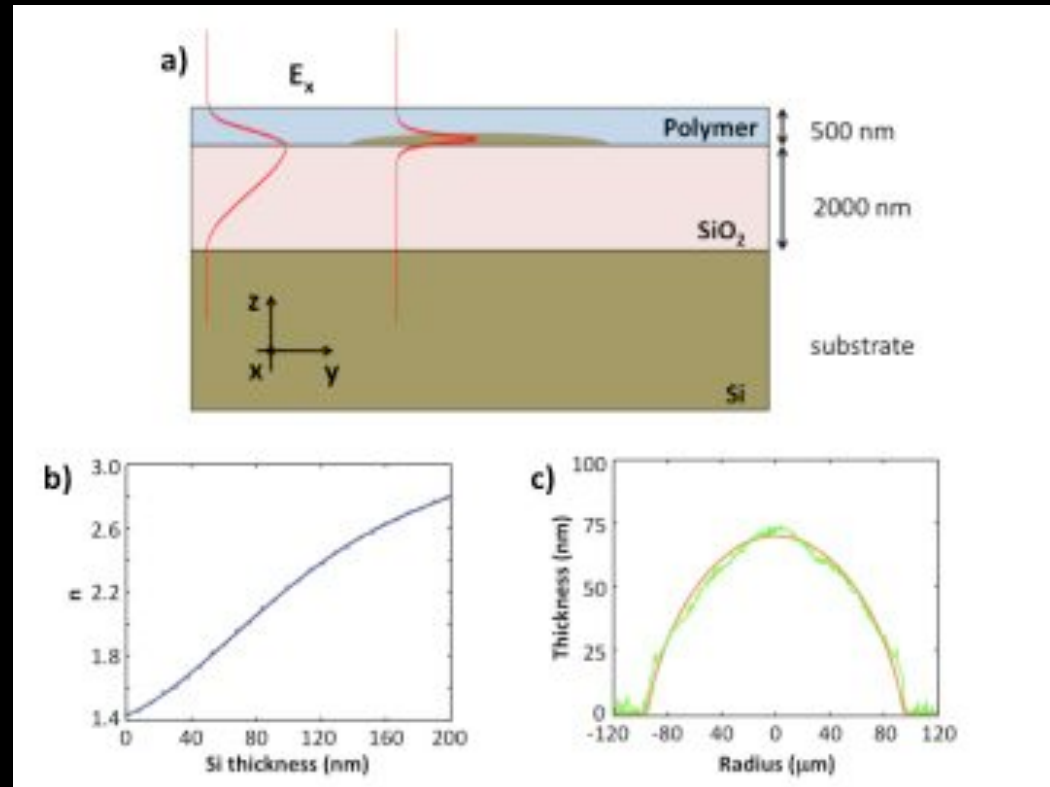 a)
Eₓ
Polymer
500 nm
2000 nm
SiO₂
z
x
y
substrate
Si
b)
3.0
2.6
2.2
1.8
1.4
n
0 40 80 120 160 200
Si thickness (nm)
c)
100
75
50
25
0
Thickness (nm)
-120 -80 -40 0 40 80 120
Radius (μm)